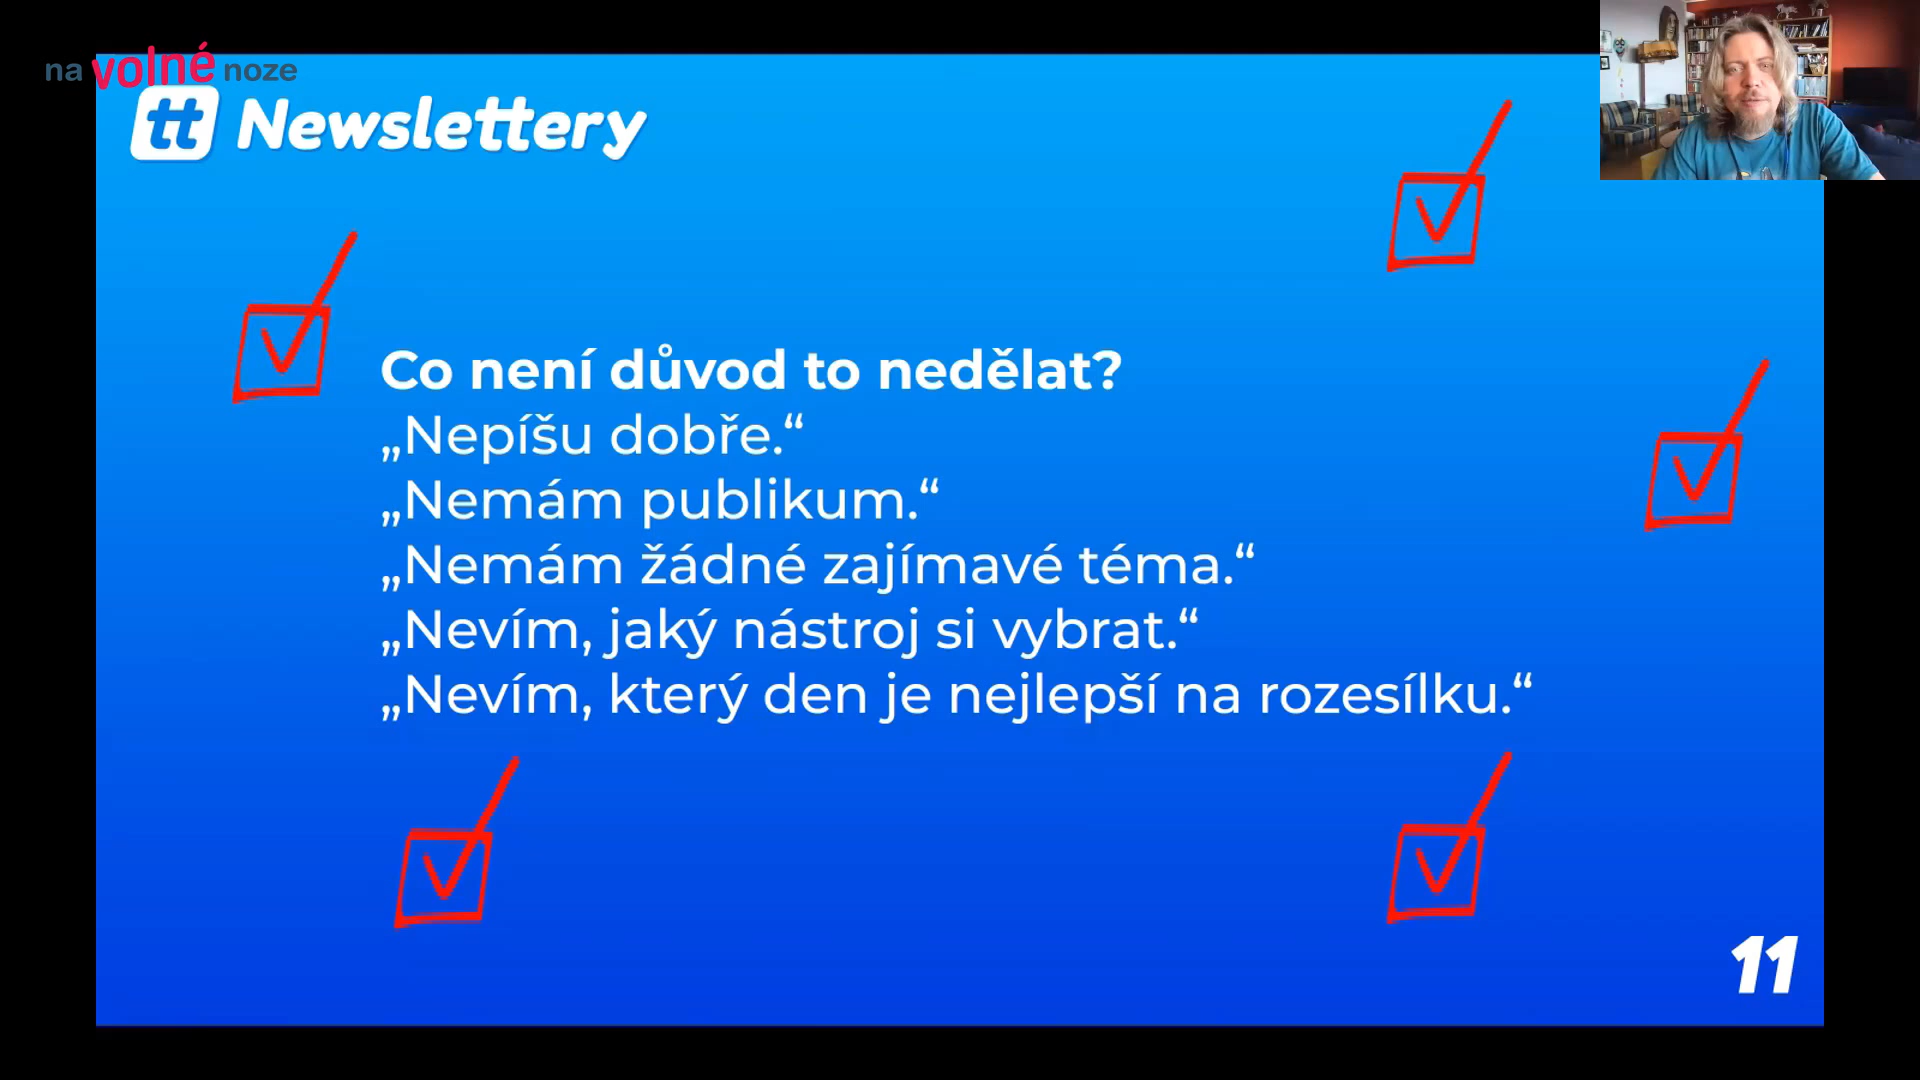 na volné noze
tt Newslettery
Co není důvod to nedělat?
„Nepíšu dobře.“
„Nemám publikum.“
„Nemám žádné zajímavé téma.“
„Nevím, jaký nástroj si vybrat.“
„Nevím, který den je nejlepší na rozesílku.“
11